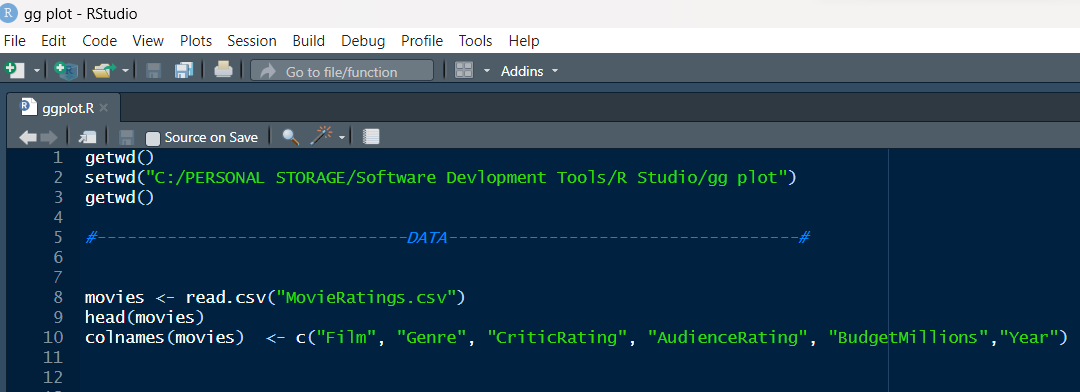 R gg plot - RStudio
File Edit Code View Plots Session Build Debug Profile Tools Help
Go to file/function Addins
ggplot.R
Source on Save
1 getwd()
2 setwd("C:/PERSONAL STORAGE/Software Devlopment Tools/R Studio/gg plot")
3 getwd()
4
5 #-------------------------------DATA-----------------------------------#
6
7
8 movies <- read.csv("MovieRatings.csv")
9 head(movies)
10 colnames(movies)  <- c("Film", "Genre", "CriticRating", "AudienceRating", "BudgetMillions","Year")
11
12